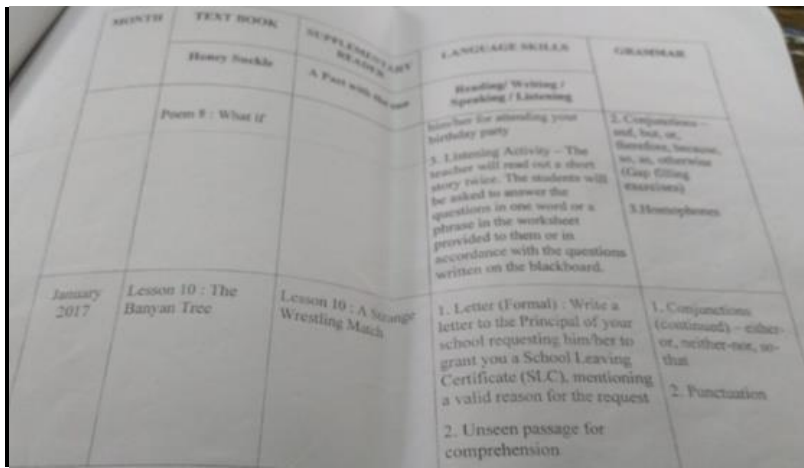 MONTH
TEXT BOOK
SUPPLEMENTARY
READER
LANGUAGE SKILLS
GRAMMAR
Honey Suckle
A Pact with the sun
Reading/ Writing /
Speaking / Listening
Poem 8 : What if
him/her for attending your
birthday party
3. Listening Activity – The
teacher will read out a short
story twice. The students will
be asked to answer the
questions in one word or a
phrase in the worksheet
provided to them or in
accordance with the questions
written on the blackboard.
2. Conjunctions –
and, but, or,
therefore, because,
so, as, otherwise
(Gap filling
exercises)
3.Homophones
January
2017
Lesson 10 : The
Banyan Tree
Lesson 10 : A Strange
Wrestling Match
1. Letter (Formal) : Write a
letter to the Principal of your
school requesting him/her to
grant you a School Leaving
Certificate (SLC), mentioning
a valid reason for the request
2. Unseen passage for
comprehension
1. Conjunctions
(continued) – either-
or, neither-nor, so-
that
2. Punctuation